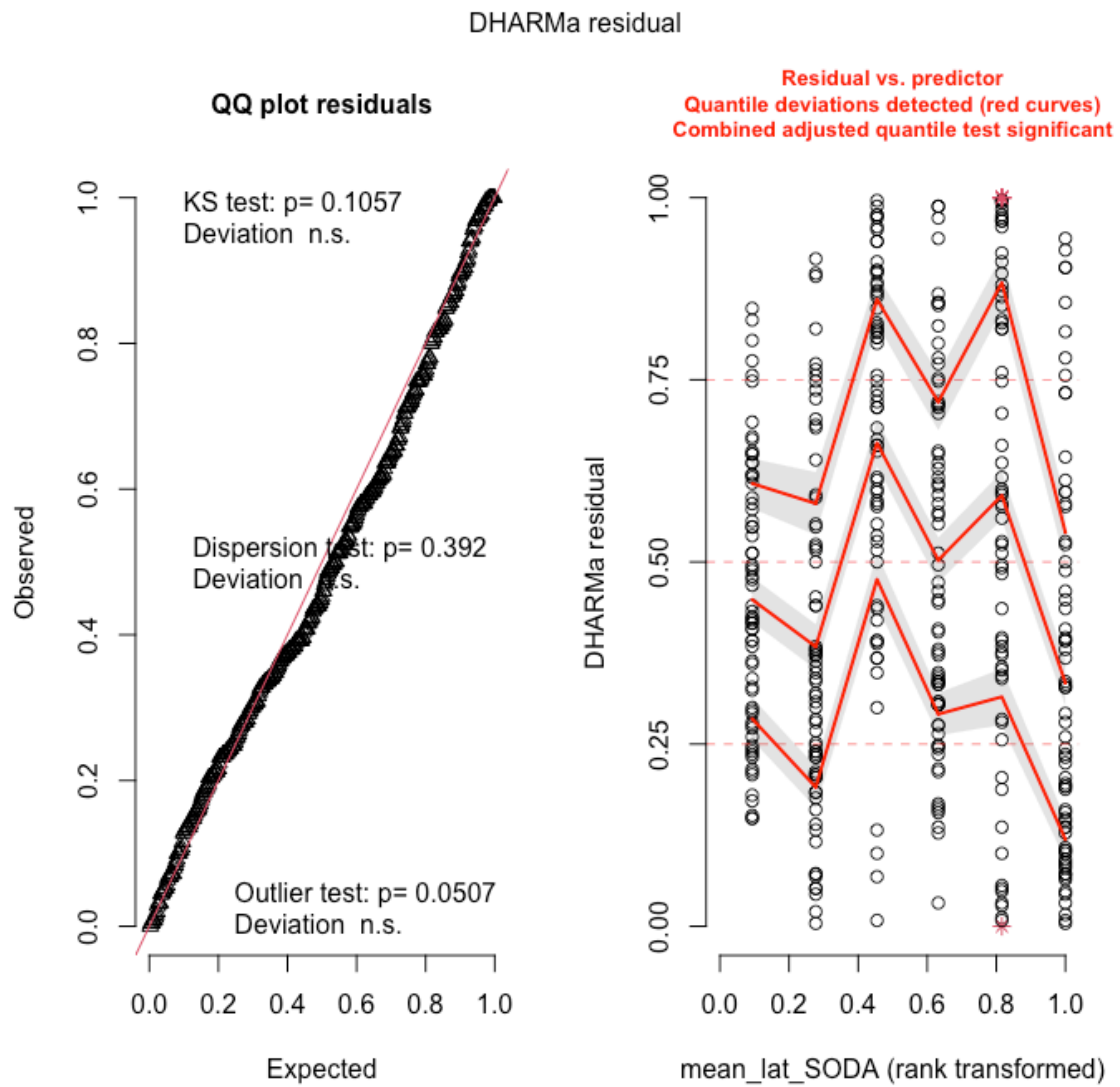 DHARMa residual
QQ plot residuals
KS test: p= 0.1057
Deviation n.s.
Dispersion test: p= 0.392
Deviation n.s.
Outlier test: p= 0.0507
Deviation n.s.
Observed
0.0
0.2
0.4
0.6
0.8
1.0
0.0 0.2 0.4 0.6 0.8 1.0
Expected
Residual vs. predictor
Quantile deviations detected (red curves)
Combined adjusted quantile test significant
DHARMa residual
1.00
0.75
0.50
0.25
0.00
0.0 0.2 0.4 0.6 0.8 1.0
mean_lat_SODA (rank transformed)